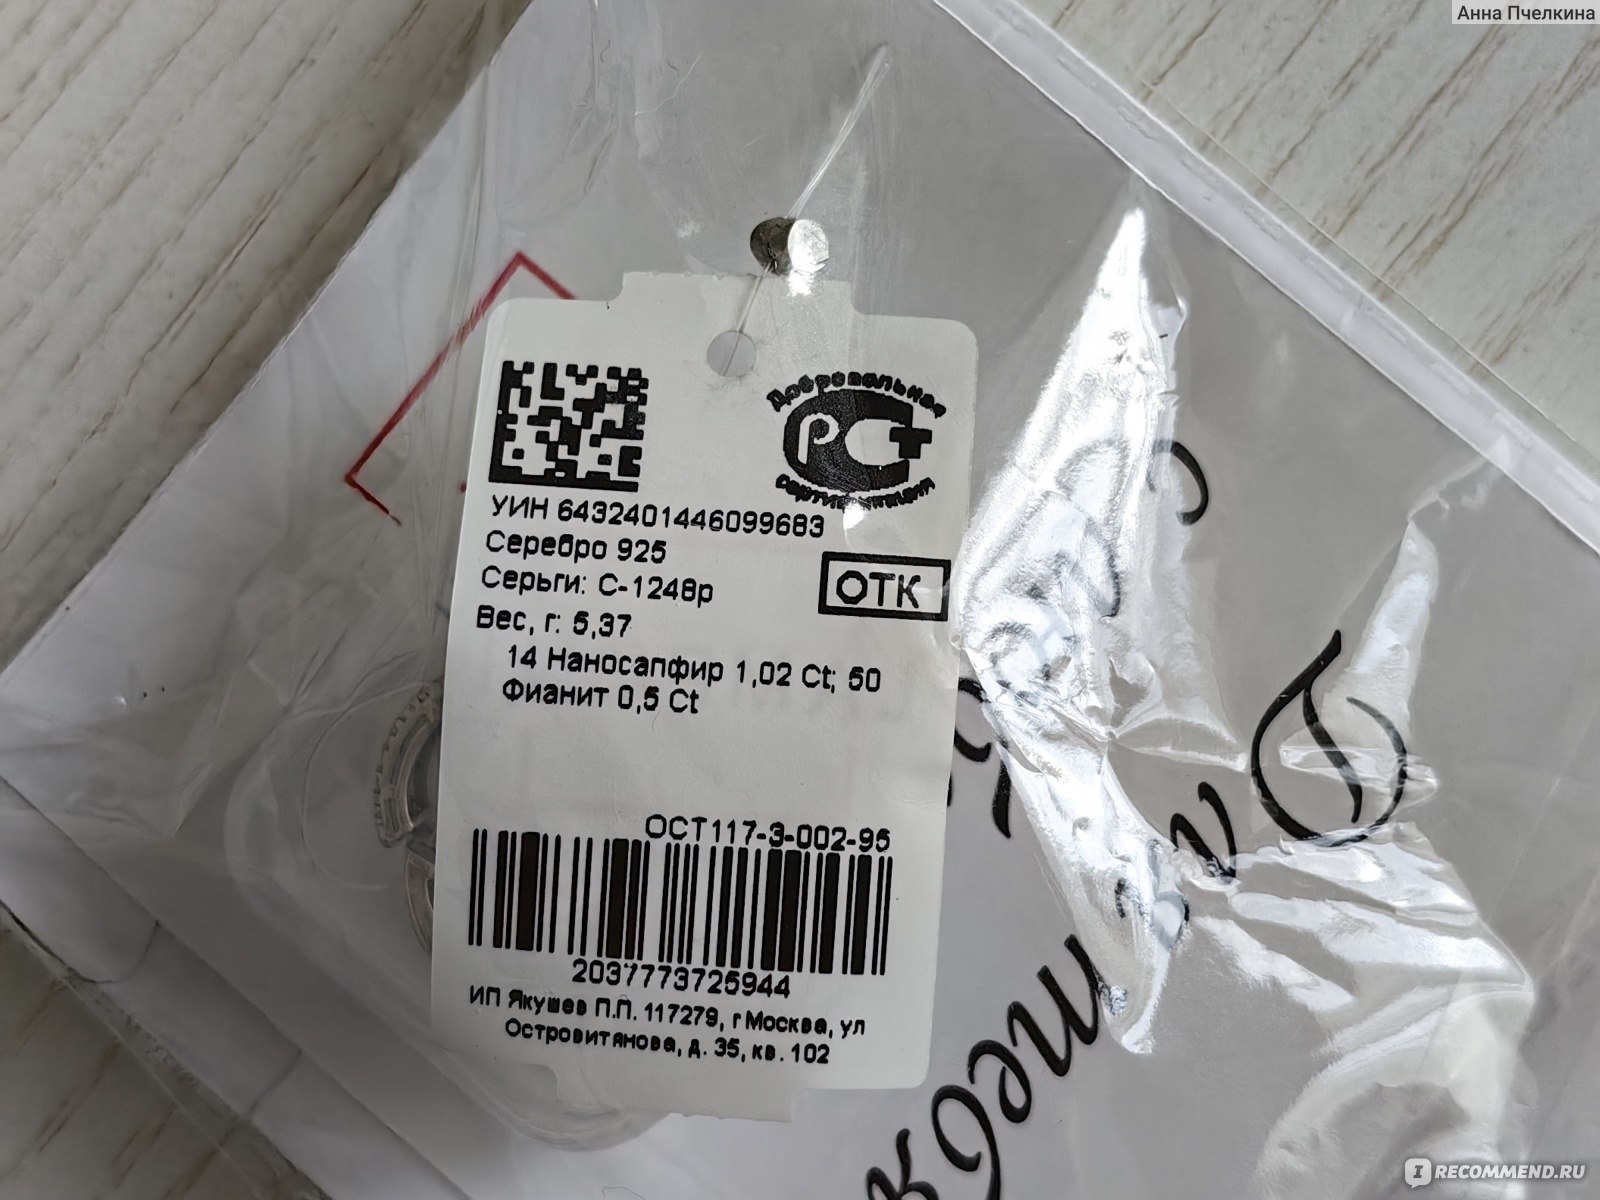 Анна Пчелкина
Добровольная
РСТ
сертификация
УИН 6432401446099683
Серебро 925
Серьги: С-1248р
ОТК
Вес, г: 5,37
14 Наносапфир 1,02 Ct; 50
Фианит 0,5 Ct
ОСТ117-3-002-95
2037773725944
ИП Якушев П.П. 117279, г Москва, ул
Островитянова, д. 35, кв. 102
IRECOMMEND.RU